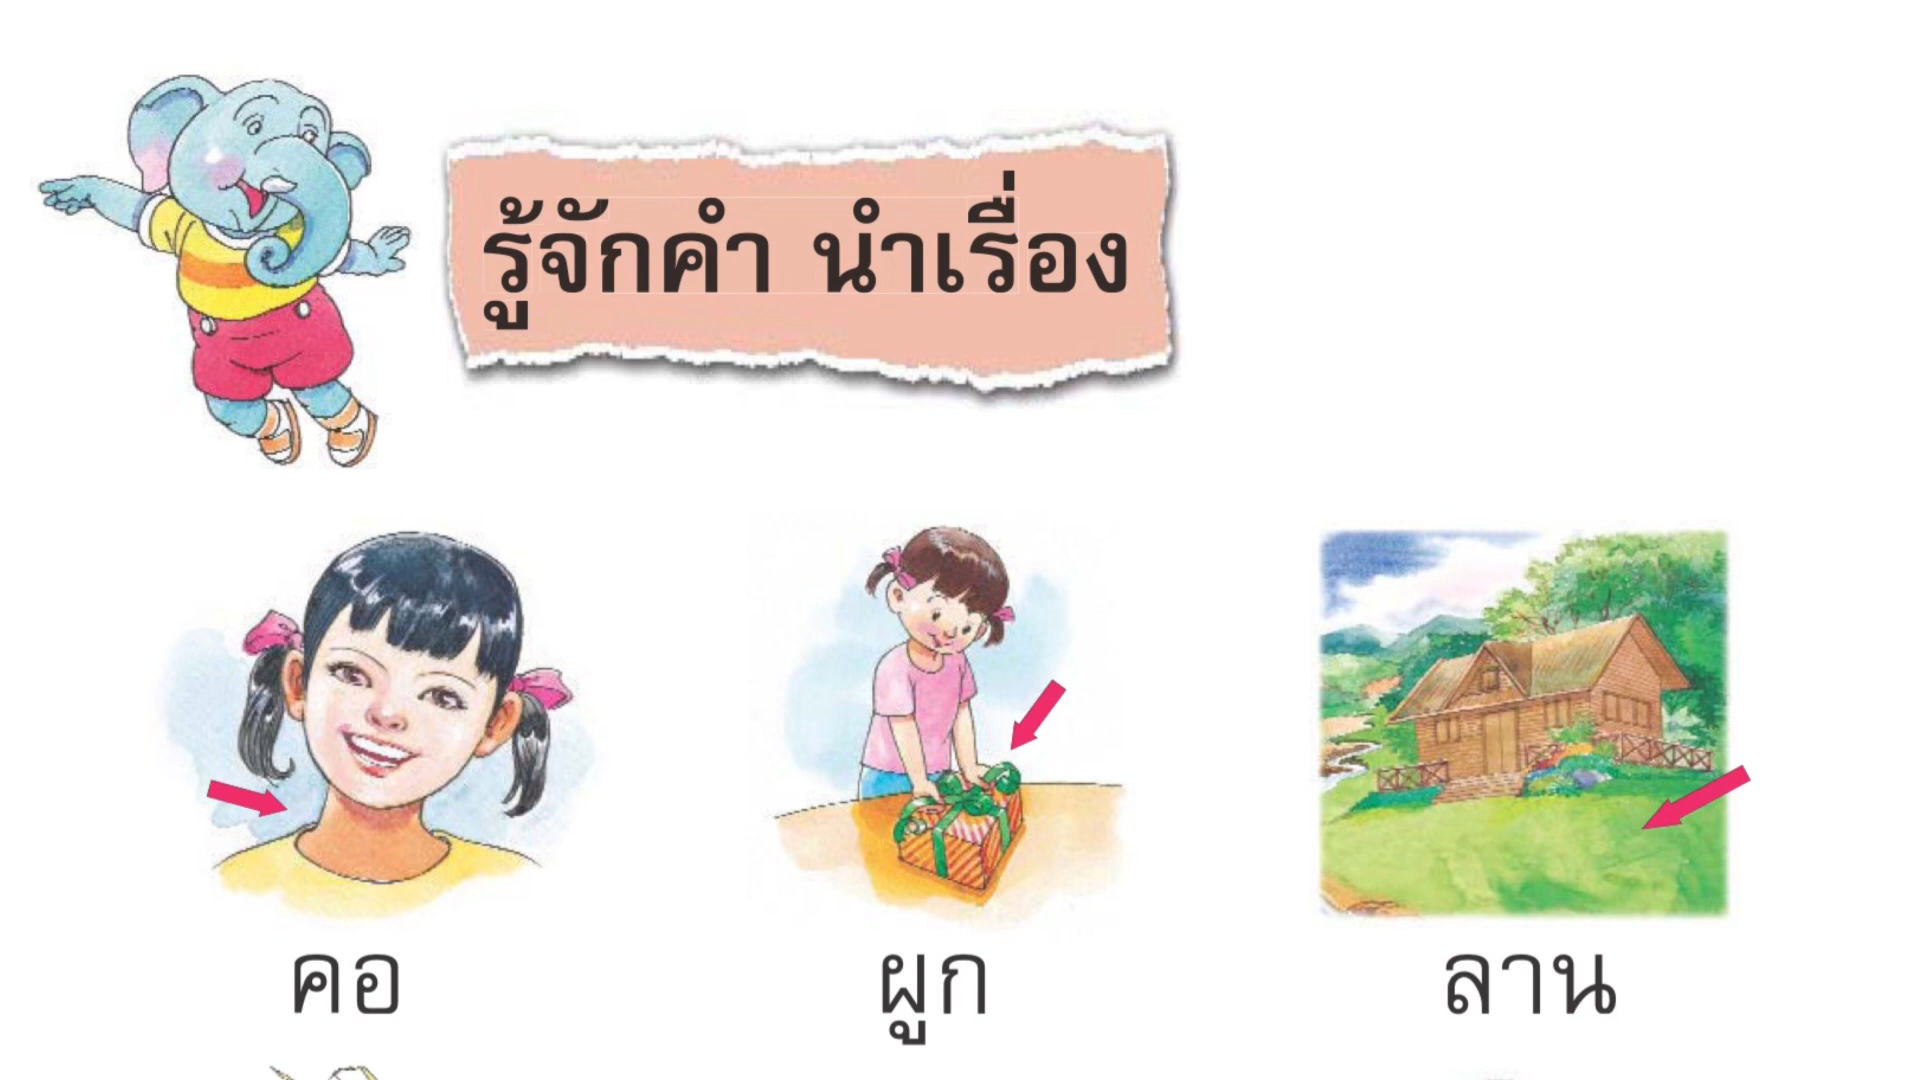 รู้จักคำ นำเรื่อง
คอ
ผูก
ลาน